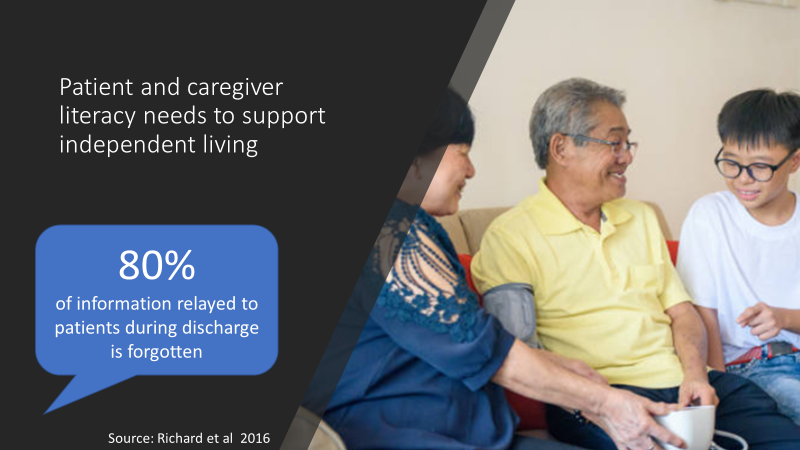 Patient and caregiver
literacy needs to support
independent living
80%
of information relayed to
patients during discharge
is forgotten
Source: Richard et al  2016